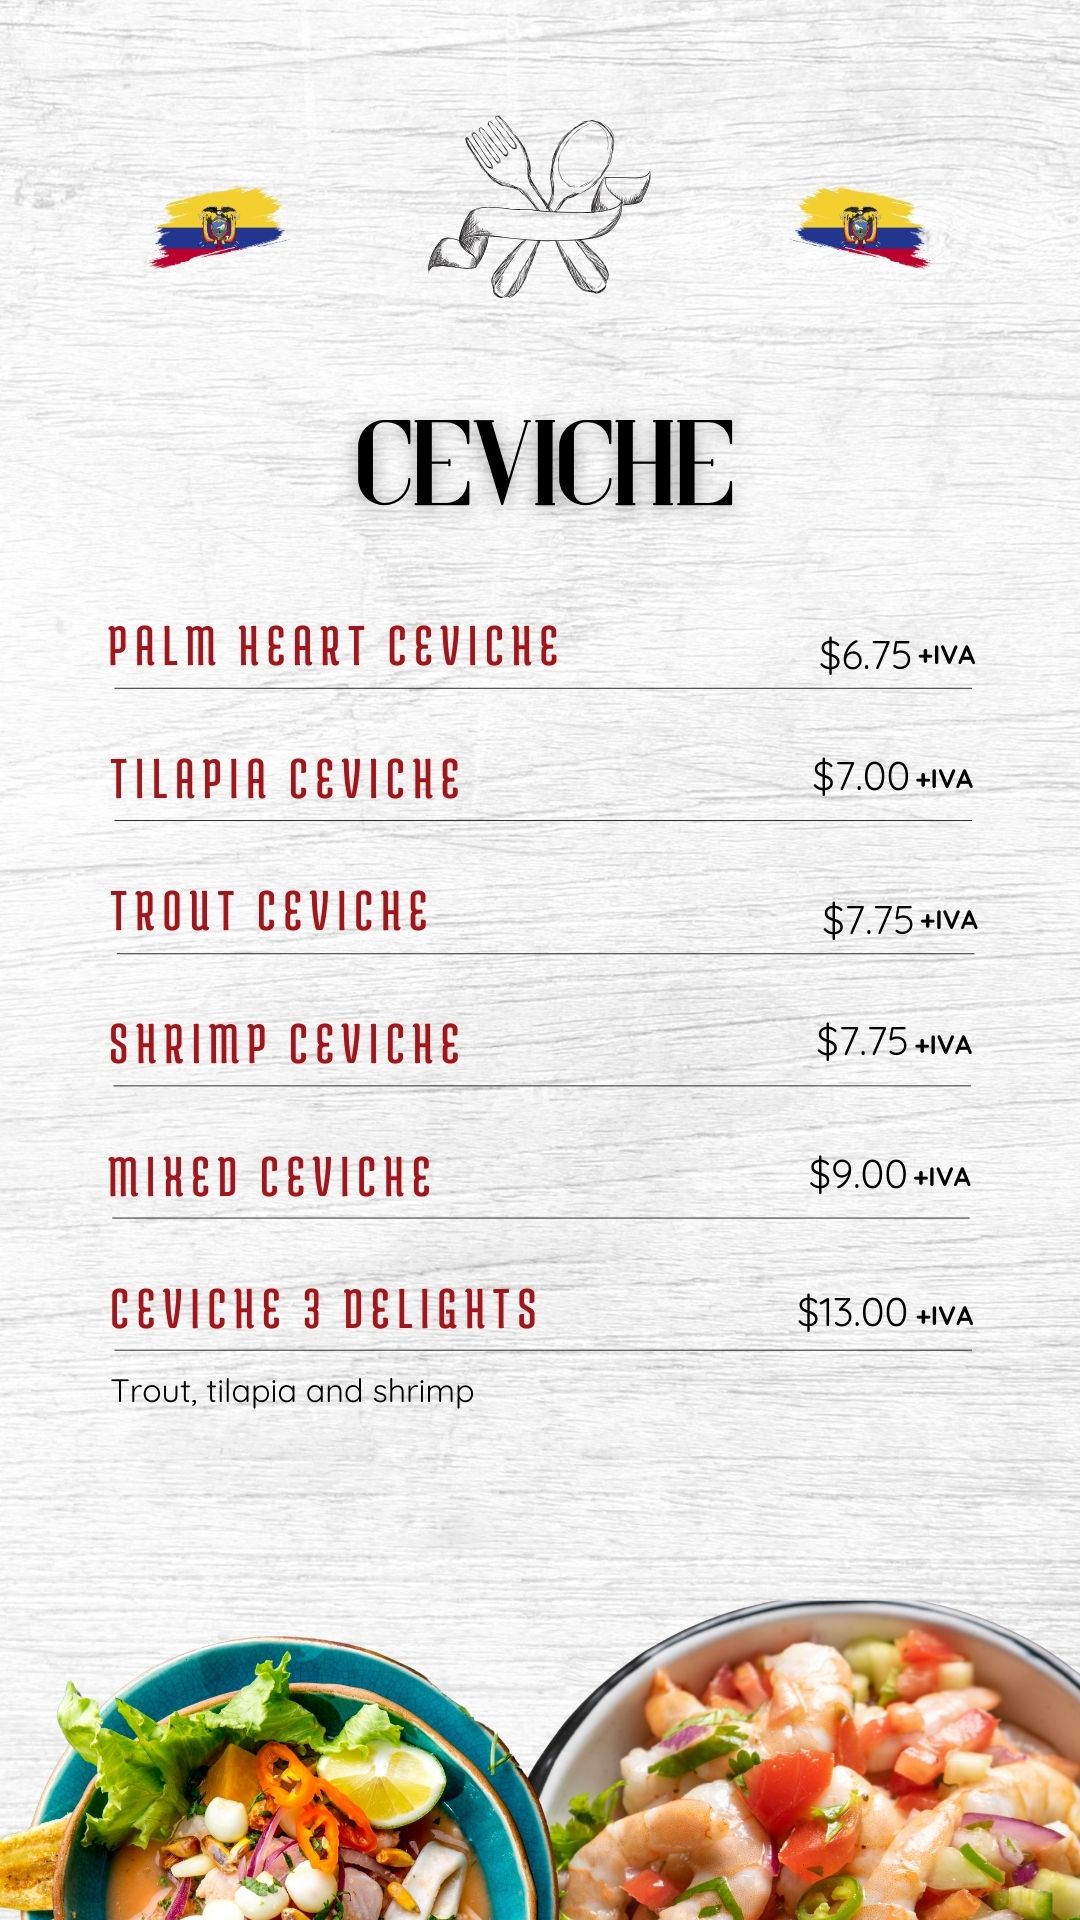 CEVICHE
PALM HEART CEVICHE $6.75 +IVA
TILAPIA CEVICHE $7.00 +IVA
TROUT CEVICHE $7.75 +IVA
SHRIMP CEVICHE $7.75 +IVA
MIXED CEVICHE $9.00 +IVA
CEVICHE 3 DELIGHTS $13.00 +IVA
Trout, tilapia and shrimp